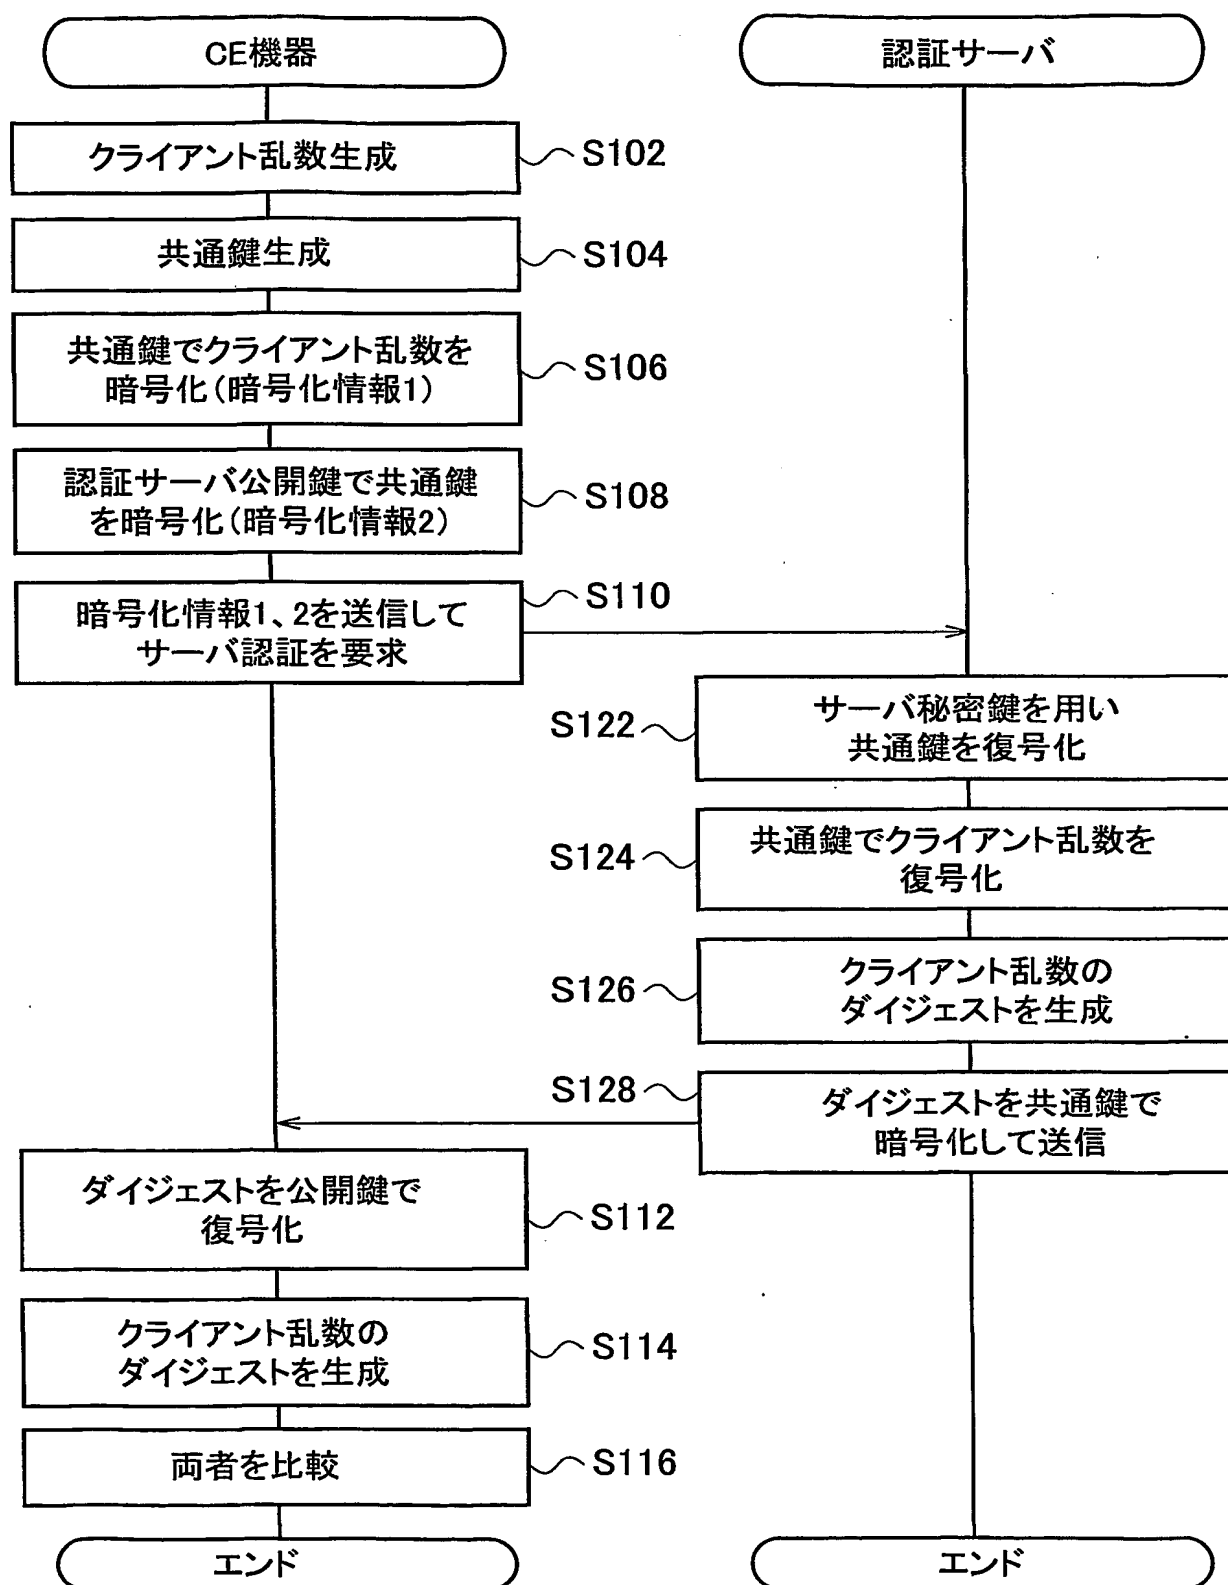 CE機器
認証サーバ
クライアント乱数生成
S102
共通鍵生成
S104
共通鍵でクライアント乱数を
暗号化(暗号化情報1)
S106
認証サーバ公開鍵で共通鍵
を暗号化(暗号化情報2)
S108
暗号化情報1、2を送信して
サーバ認証を要求
S110
サーバ秘密鍵を用い
共通鍵を復号化
S122
共通鍵でクライアント乱数を
復号化
S124
クライアント乱数の
ダイジェストを生成
S126
ダイジェストを共通鍵で
暗号化して送信
S128
ダイジェストを公開鍵で
復号化
S112
クライアント乱数の
ダイジェストを生成
S114
両者を比較
S116
エンド
エンド